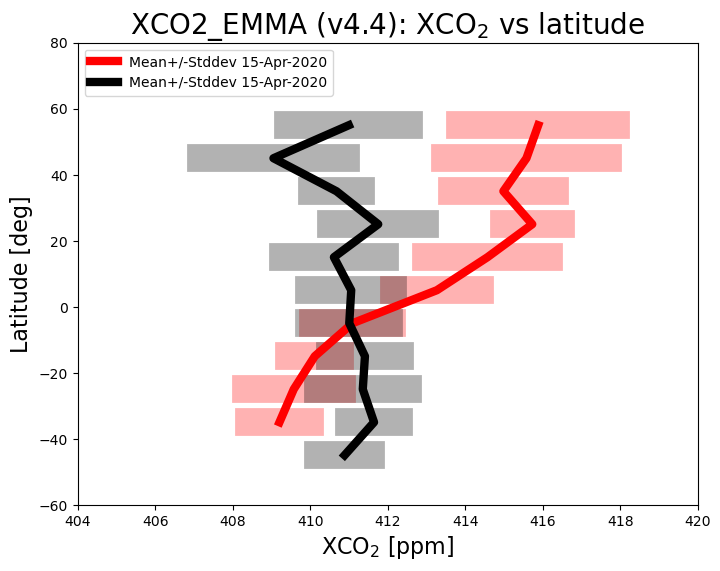 XCO2_EMMA (v4.4): XCO₂ vs latitude
Mean+/-Stddev 15-Apr-2020
Mean+/-Stddev 15-Apr-2020
Latitude [deg]
80
60
40
20
0
−20
−40
−60
404 406 408 410 412 414 416 418 420
XCO₂ [ppm]